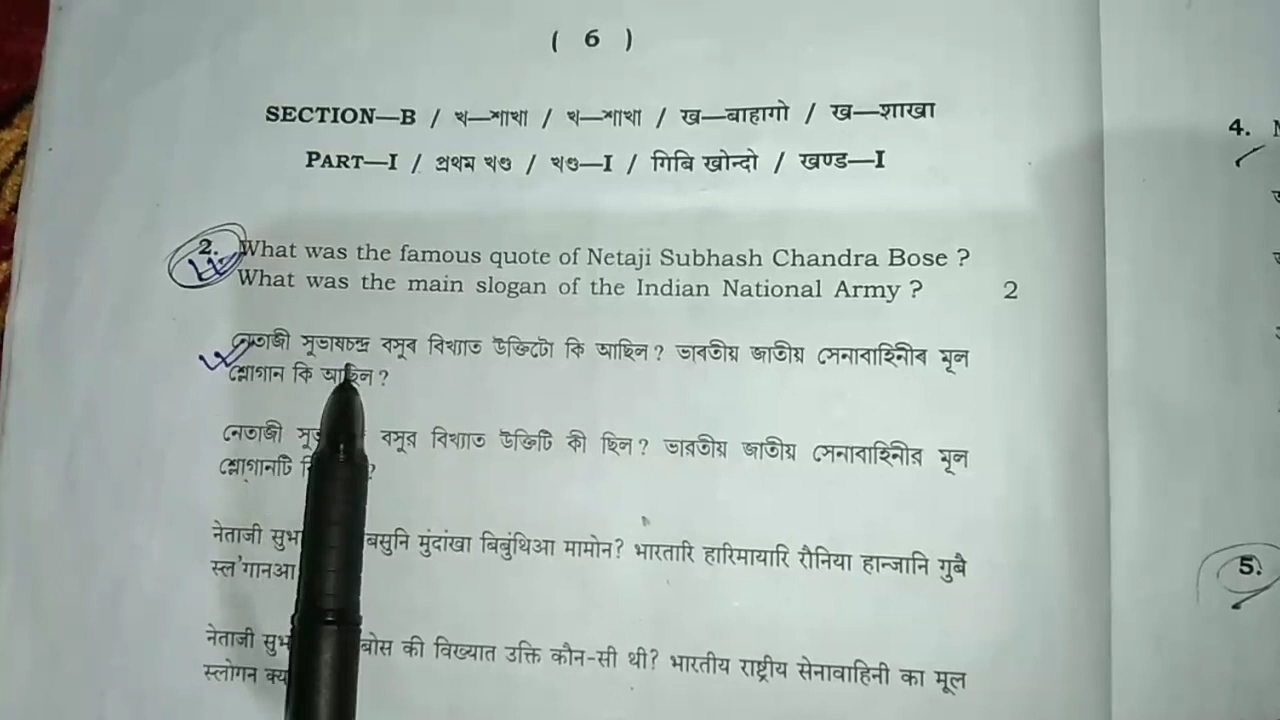 ( 6 )
SECTION—B / খ—শাখা / খ—শাখা / ख—बाहागो / ख—शाखा
PART—I / প্ৰথম খণ্ড / খণ্ড—I / गिबि खोन्दो / खण्ड—I
2. What was the famous quote of Netaji Subhash Chandra Bose ?
What was the main slogan of the Indian National Army ? 2
নেতাজী সুভাষচন্দ্ৰ বসুৰ বিখ্যাত উক্তিটো কি আছিল? ভাৰতীয় জাতীয় সেনাবাহিনীৰ মূল
শ্লোগান কি আছিল?
নেতাজী বসুর বিখ্যাত উক্তিটি কী ছিল? ভারতীয় জাতীয় সেনাবাহিনীর মূল
শ্লোগানটি ?
नेताजी बसुनि मुंदांखा बिबुंथिआ मामोन? भारतारि हारिमायारि रौनिया हान्जानि गुबै
स्ल'गानआ
नेताजी बोस की विख्यात उक्ति कौन-सी थी? भारतीय राष्ट्रीय सेनावाहिनी का मूल
स्लोगन
4.
5.